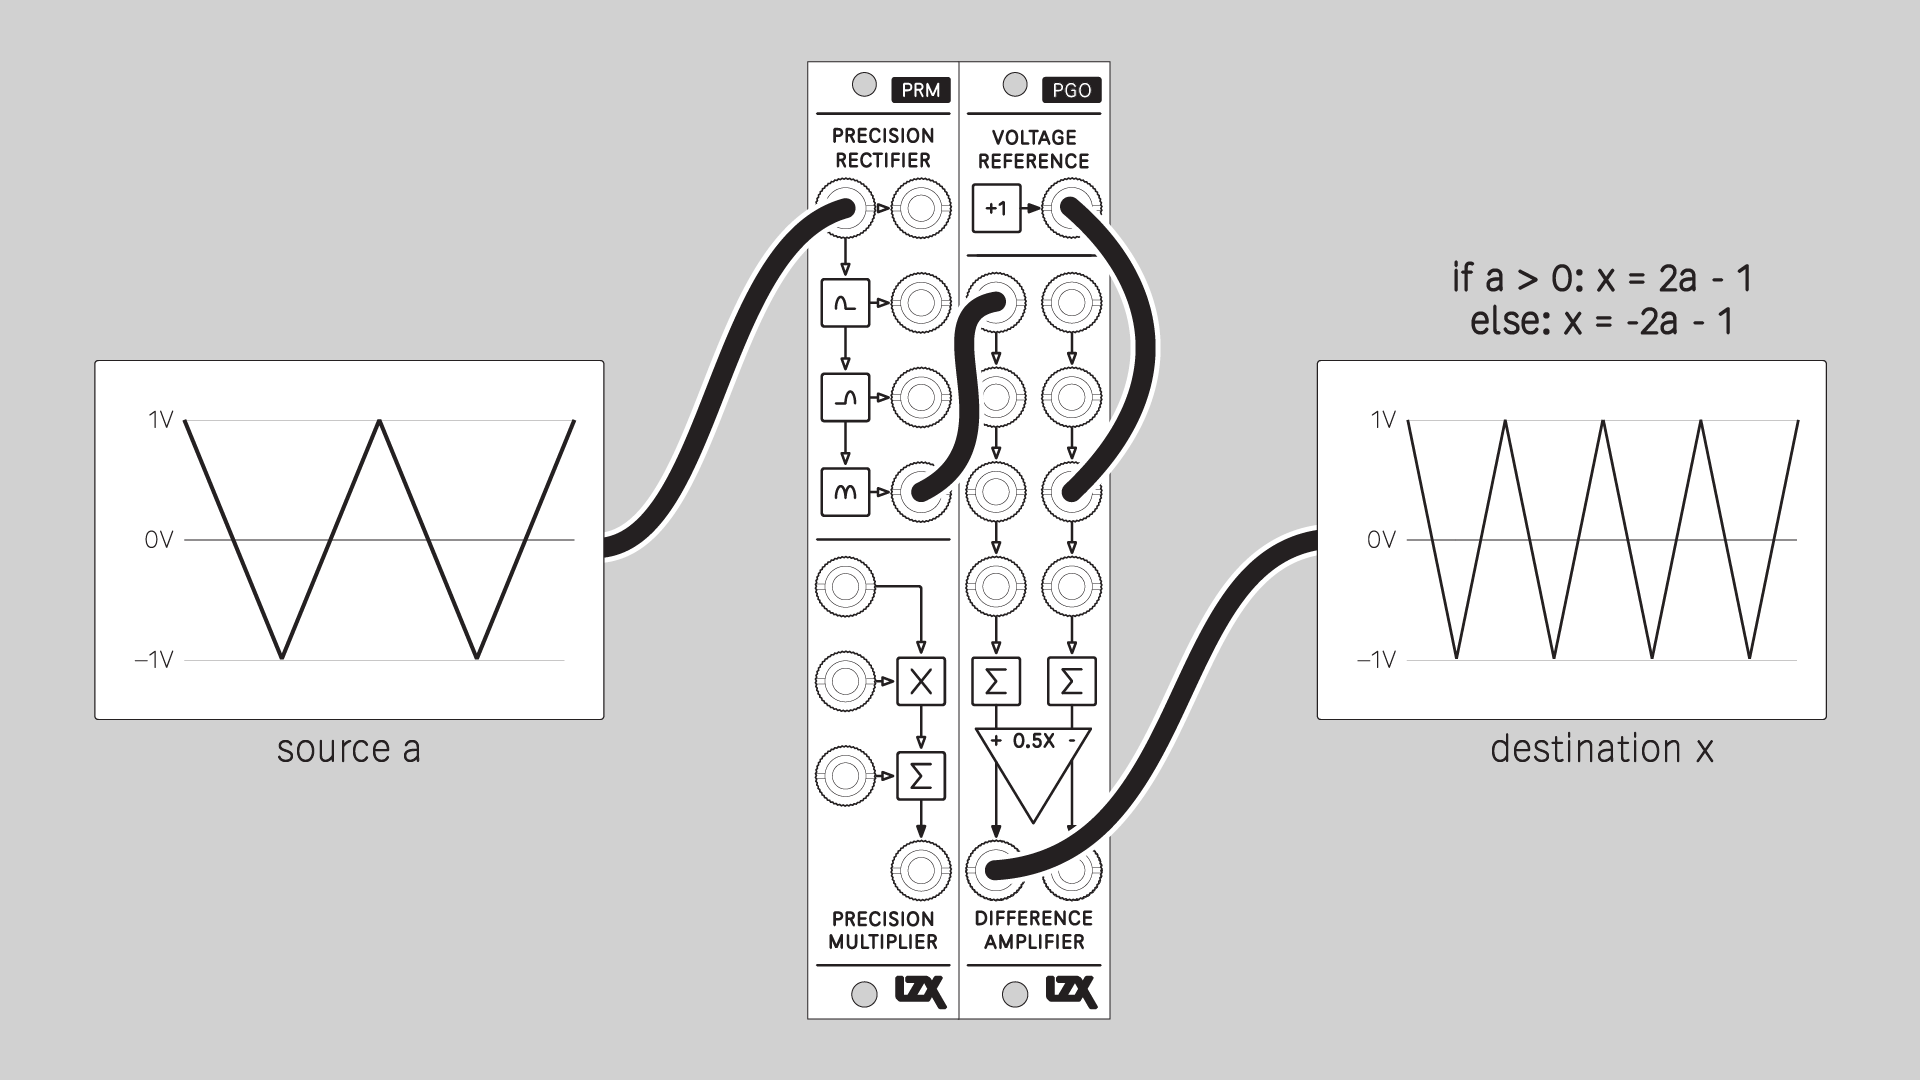 PRM
PGO
PRECISION
RECTIFIER
VOLTAGE
REFERENCE
+1
if a > 0: x = 2a - 1
else: x = -2a - 1
1V
0V
−1V
source a
1V
0V
−1V
destination x
X
Σ
Σ
Σ
+ 0.5X -
PRECISION
MULTIPLIER
DIFFERENCE
AMPLIFIER
LZX
LZX